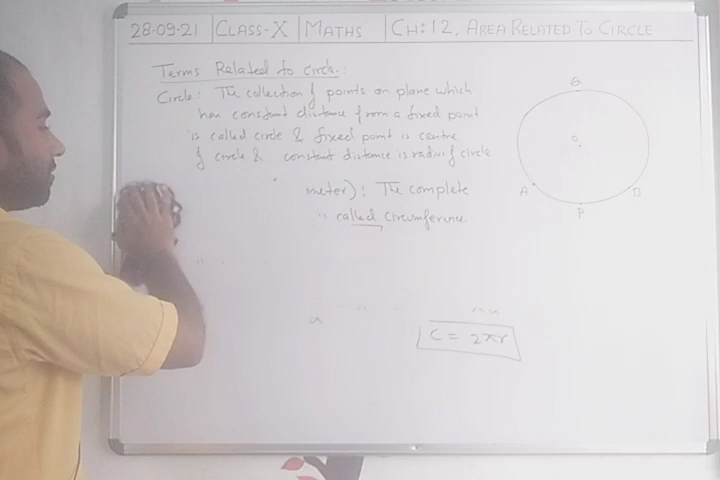 28-09-21 | CLASS-X | MATHS | CH:12, AREA RELATED TO CIRCLE
Terms Related to circle:
Circle: The collection of points on plane which
has constant distance from a fixed point
is called circle & fixed point is centre
of circle & constant distance is radius of circle
meter): The complete
called circumference.
C = 2πr
Q
O
A
B
P